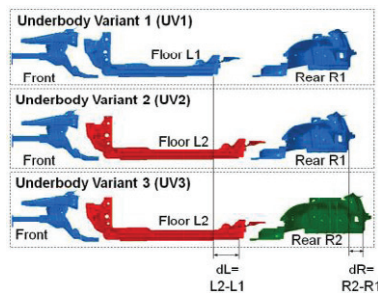 Underbody Variant 1 (UV1)
Floor L1
Front
Rear R1
Underbody Variant 2 (UV2)
Floor L2
Front
Rear R1
Underbody Variant 3 (UV3)
Floor L2
Front
Rear R2
dL= dR=
L2-L1 R2-R1